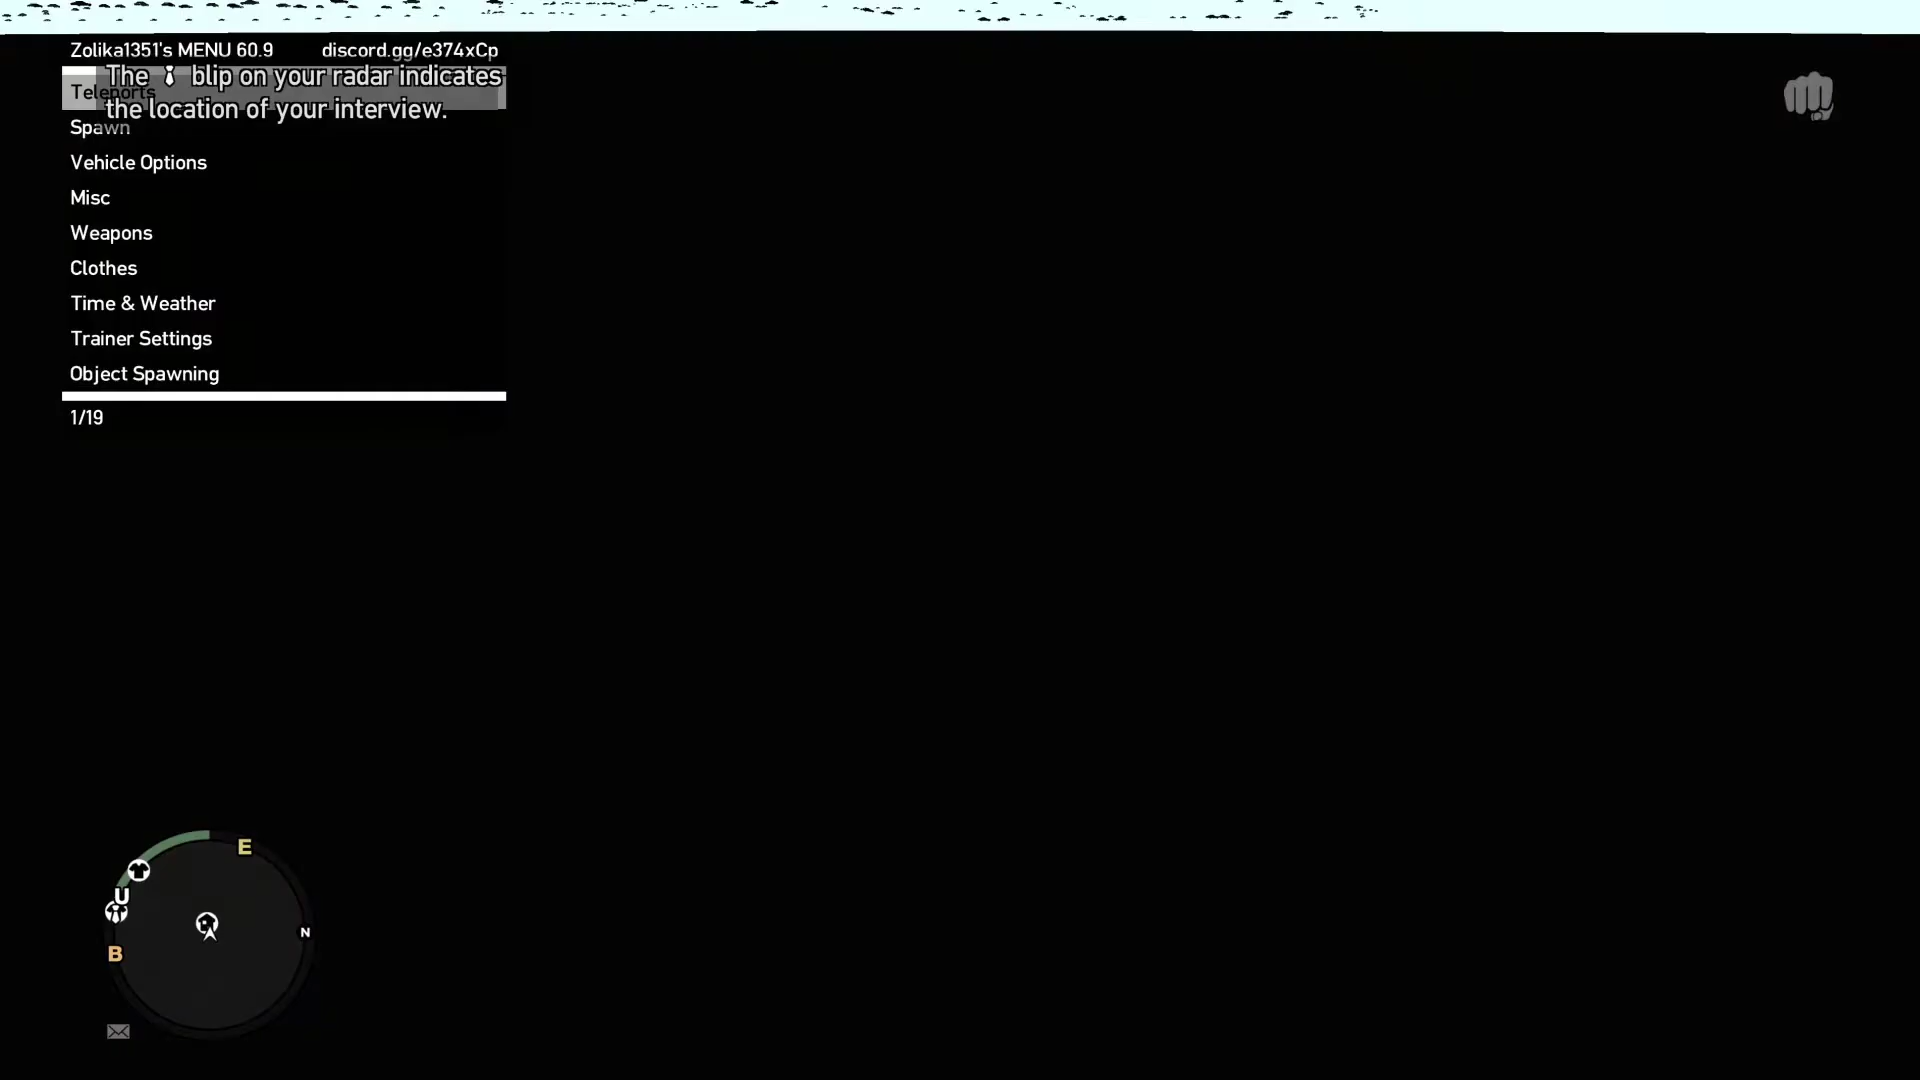 Zolika1351's MENU 60.9 discord.gg/e374xCp
The blip on your radar indicates
Teleports
the location of your interview.
Spawn
Vehicle Options
Misc
Weapons
Clothes
Time & Weather
Trainer Settings
Object Spawning
1/19
E
U
N
B